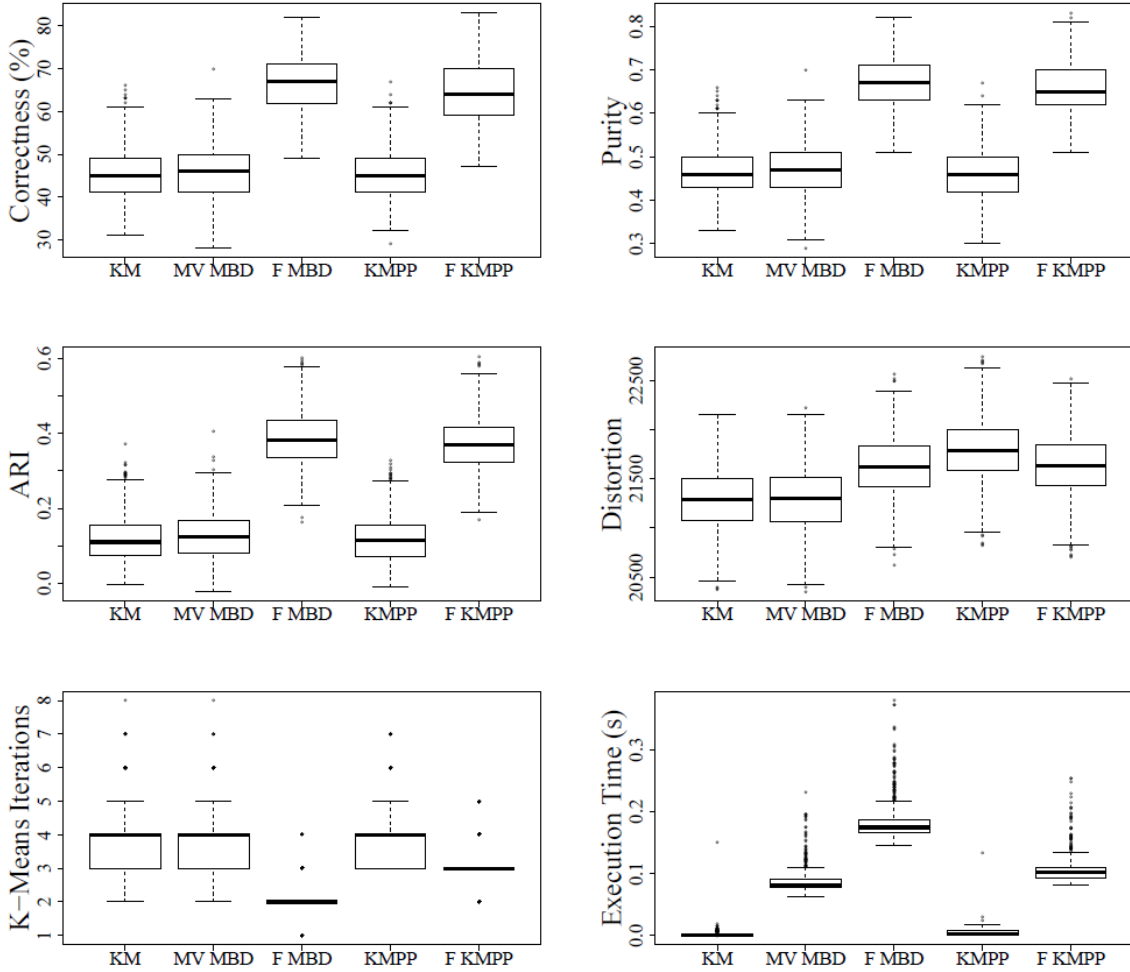 Correctness (%)
80
70
60
50
40
30
KM MV MBD F MBD KMPP F KMPP
Purity
0.8
0.7
0.6
0.5
0.4
0.3
KM MV MBD F MBD KMPP F KMPP
ARI
0.6
0.4
0.2
0.0
KM MV MBD F MBD KMPP F KMPP
Distortion
22500
21500
20500
KM MV MBD F MBD KMPP F KMPP
K−Means Iterations
8
7
6
5
4
3
2
1
KM MV MBD F MBD KMPP F KMPP
Execution Time (s)
0.3
0.2
0.1
0.0
KM MV MBD F MBD KMPP F KMPP